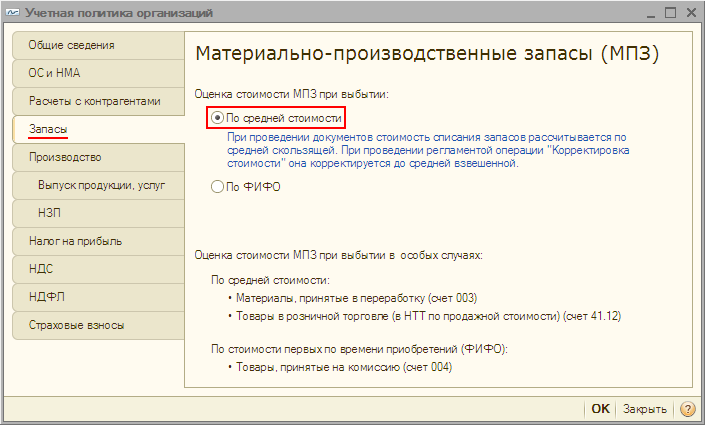 Учетная политика организаций
Общие сведения
ОС и НМА
Расчеты с контрагентами
Запасы
Производство
Выпуск продукции, услуг
НЗП
Налог на прибыль
НДС
НДФЛ
Страховые взносы
Материально-производственные запасы (МПЗ)
Оценка стоимости МПЗ при выбытии:
По средней стоимости
При проведении документов стоимость списания запасов рассчитывается по
средней скользящей. При проведении регламентой операции "Корректировка
стоимости" она корректируется до средней взвешенной.
По ФИФО
Оценка стоимости МПЗ при выбытии в особых случаях:
По средней стоимости:
• Материалы, принятые в переработку (счет 003)
• Товары в розничной торговле (в НТТ по продажной стоимости) (счет 41.12)
По стоимости первых по времени приобретений (ФИФО):
• Товары, принятые на комиссию (счет 004)
OK Закрыть ?